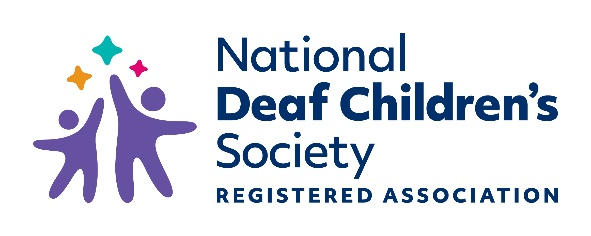 National
Deaf Children's
Society
REGISTERED ASSOCIATION